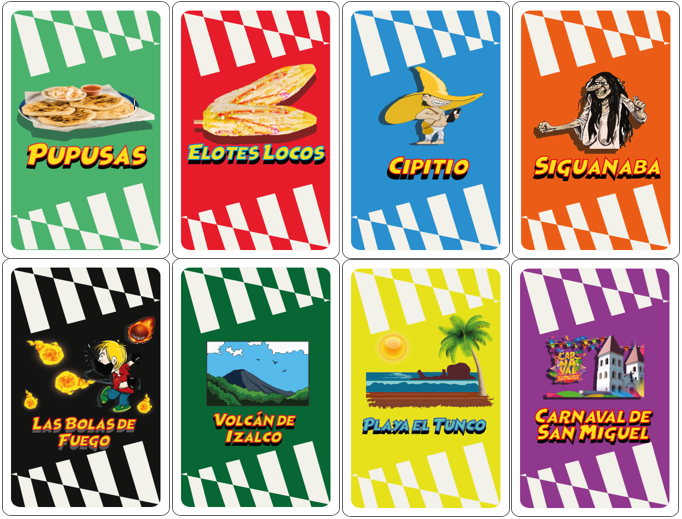 PUPUSAS
ELOTES LOCOS
CIPITIO
SIGUANABA
LAS BOLAS DE
FUEGO
VOLCÁN DE
IZALCO
PLAYA EL TUNCO
CARNAVAL
CARNAVAL DE
SAN MIGUEL